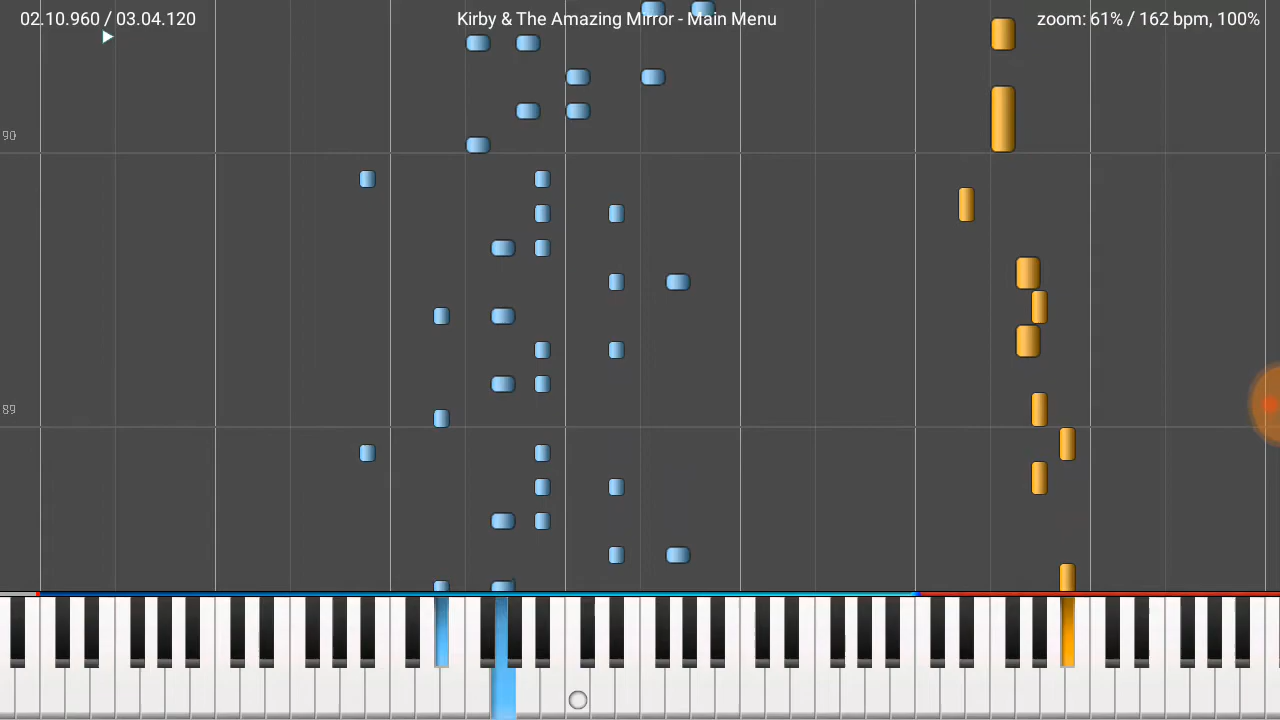 02.10.960 / 03.04.120
Kirby & The Amazing Mirror - Main Menu
zoom: 61% / 162 bpm, 100%
90
89